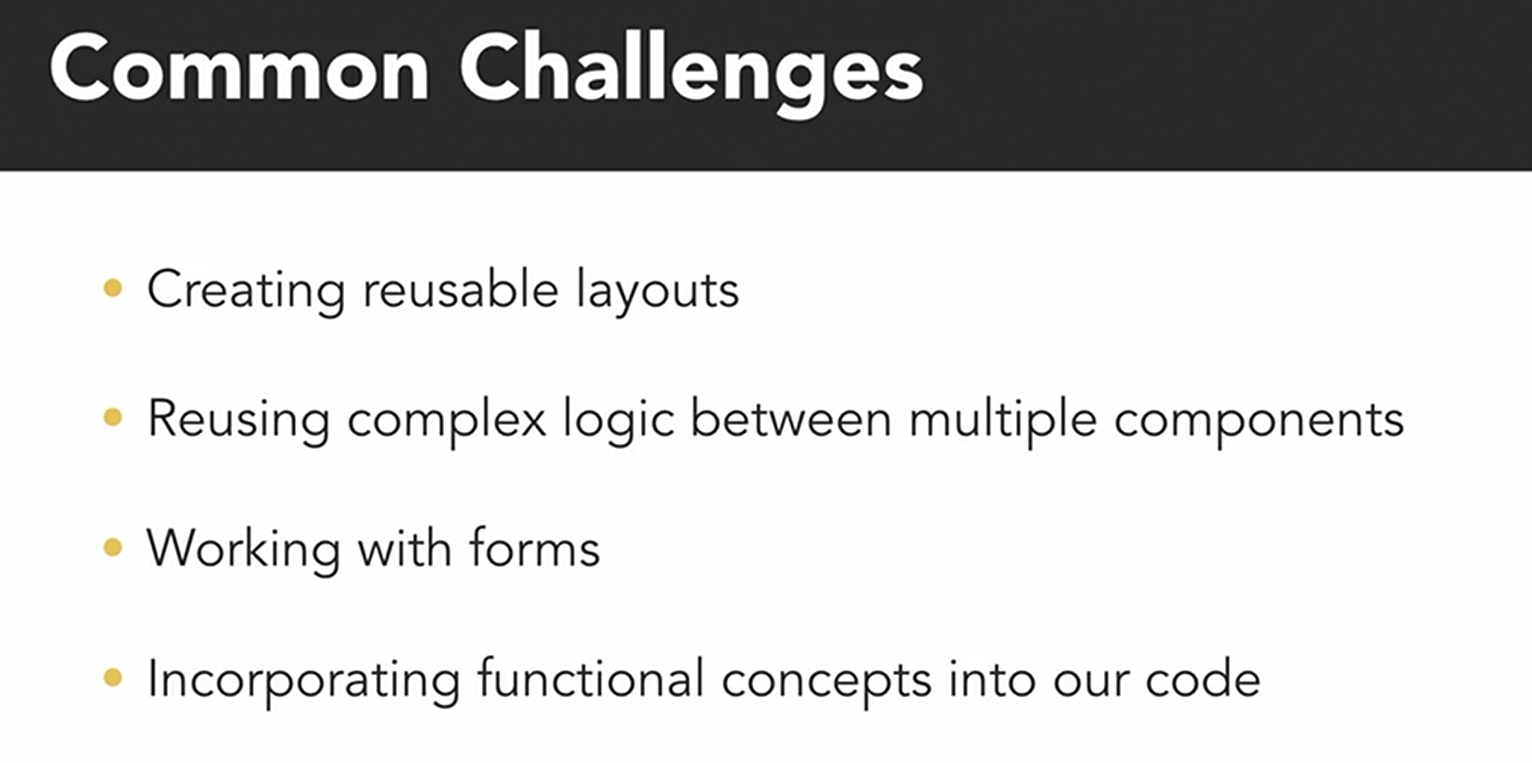 Common Challenges
Creating reusable layouts
Reusing complex logic between multiple components
Working with forms
Incorporating functional concepts into our code